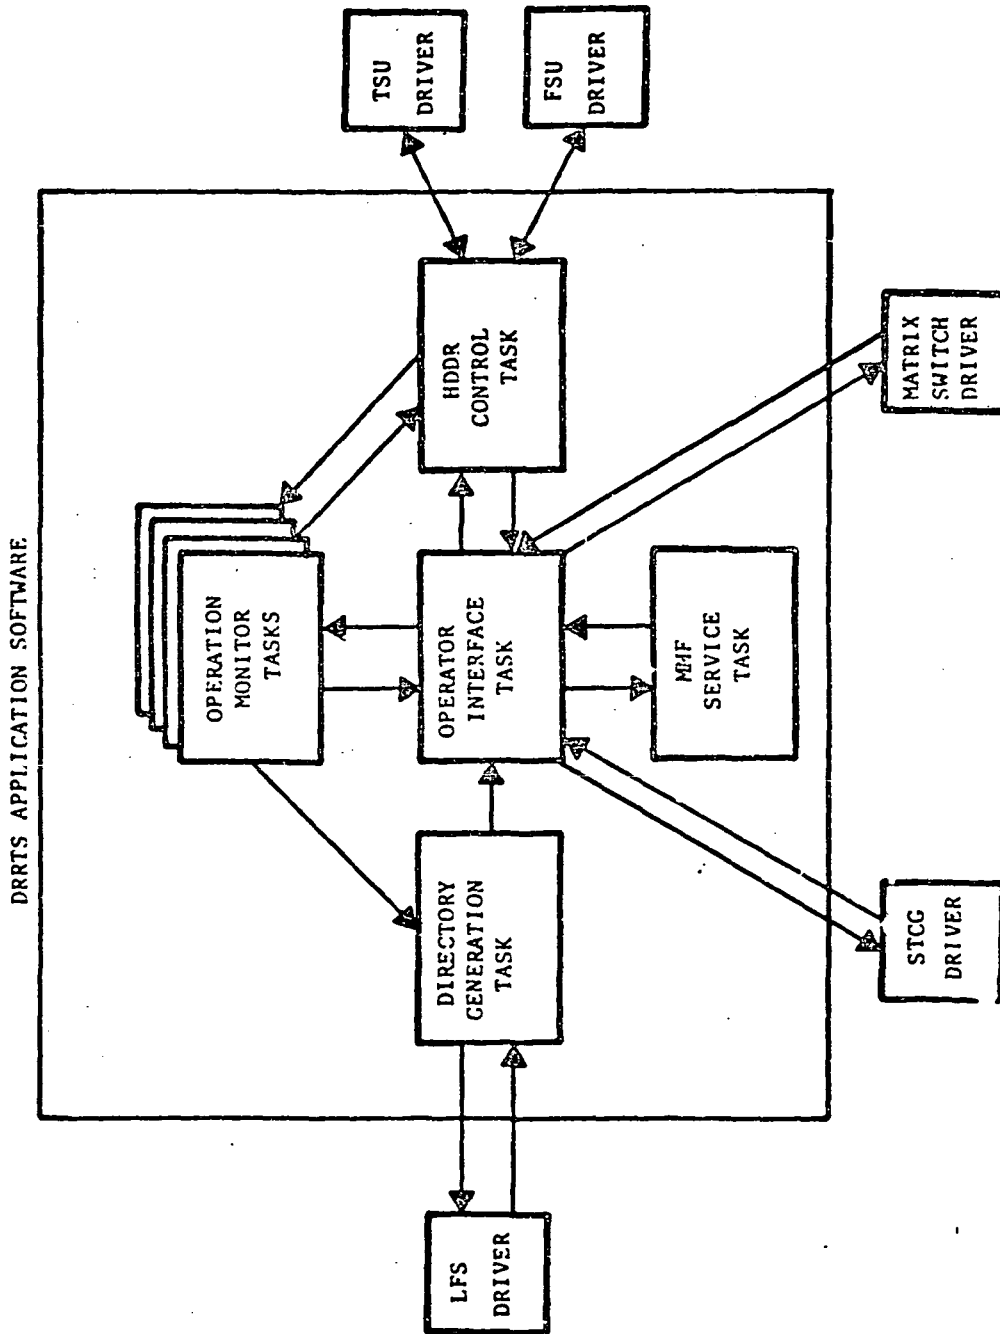 DRRTS APPLICATION SOFTWARE
OPERATION
MONITOR
TASKS
LFS
DRIVER
DIRECTORY
GENERATION
TASK
OPERATOR
INTERFACE
TASK
HDDR
CONTROL
TASK
TSU
DRIVER
FSU
DRIVER
MMF
SERVICE
TASK
STCG
DRIVER
MATRIX
SWITCH
DRIVER